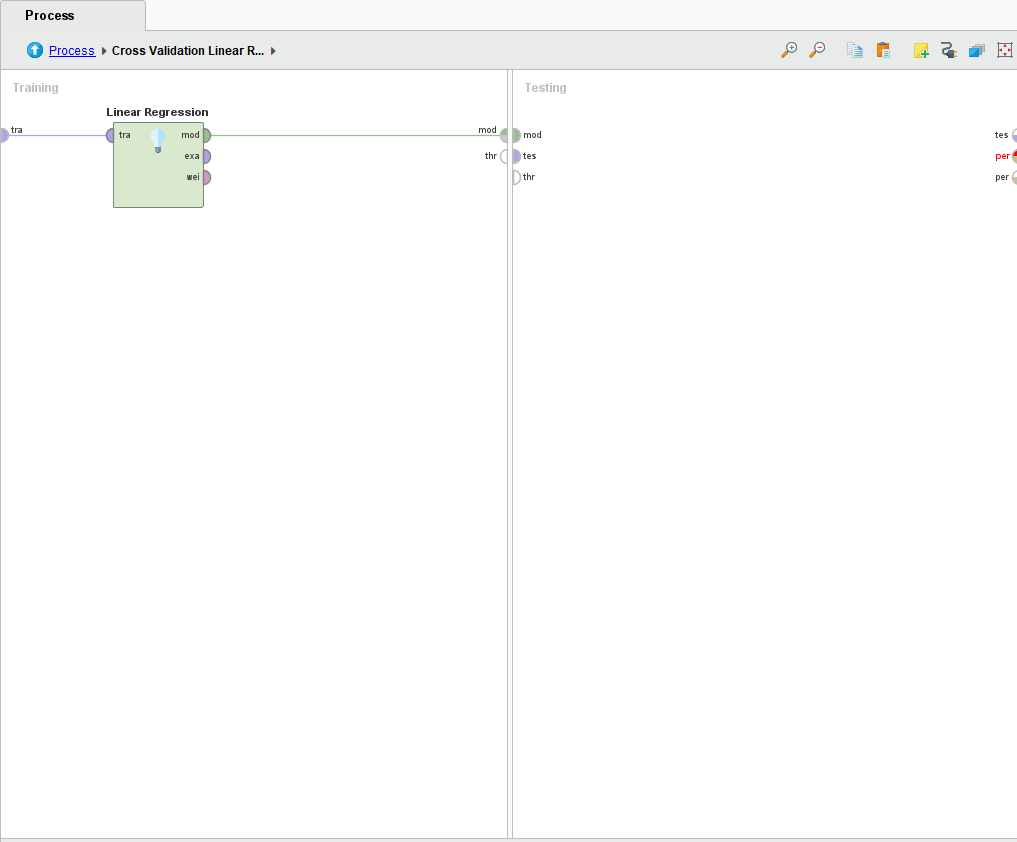 Process
Process Cross Validation Linear R...
Training
Testing
Linear Regression
tra
tra
mod
exa
wei
mod
thr
mod
tes
thr
tes
per
per